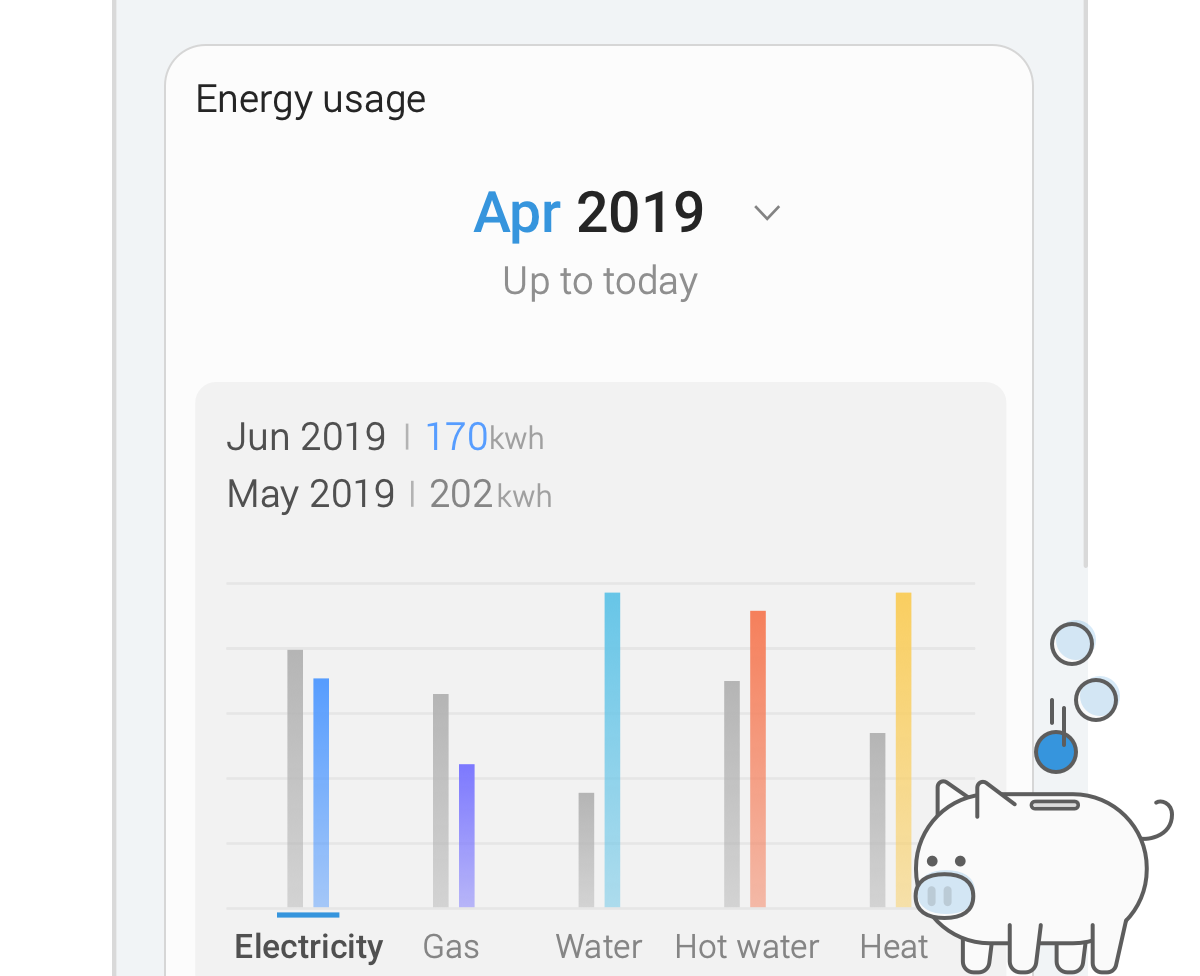 Energy usage
Apr 2019
Up to today
Jun 2019 | 170kwh
May 2019 | 202kwh
Electricity Gas Water Hot water Heat